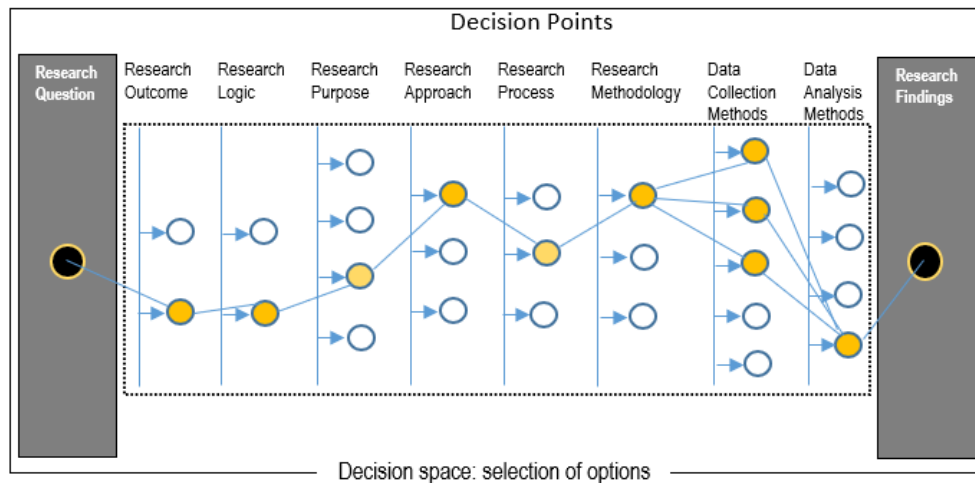 Decision Points
Research
Question
Research
Outcome
Research
Logic
Research
Purpose
Research
Approach
Research
Process
Research
Methodology
Data
Collection
Methods
Data
Analysis
Methods
Research
Findings
Decision space: selection of options